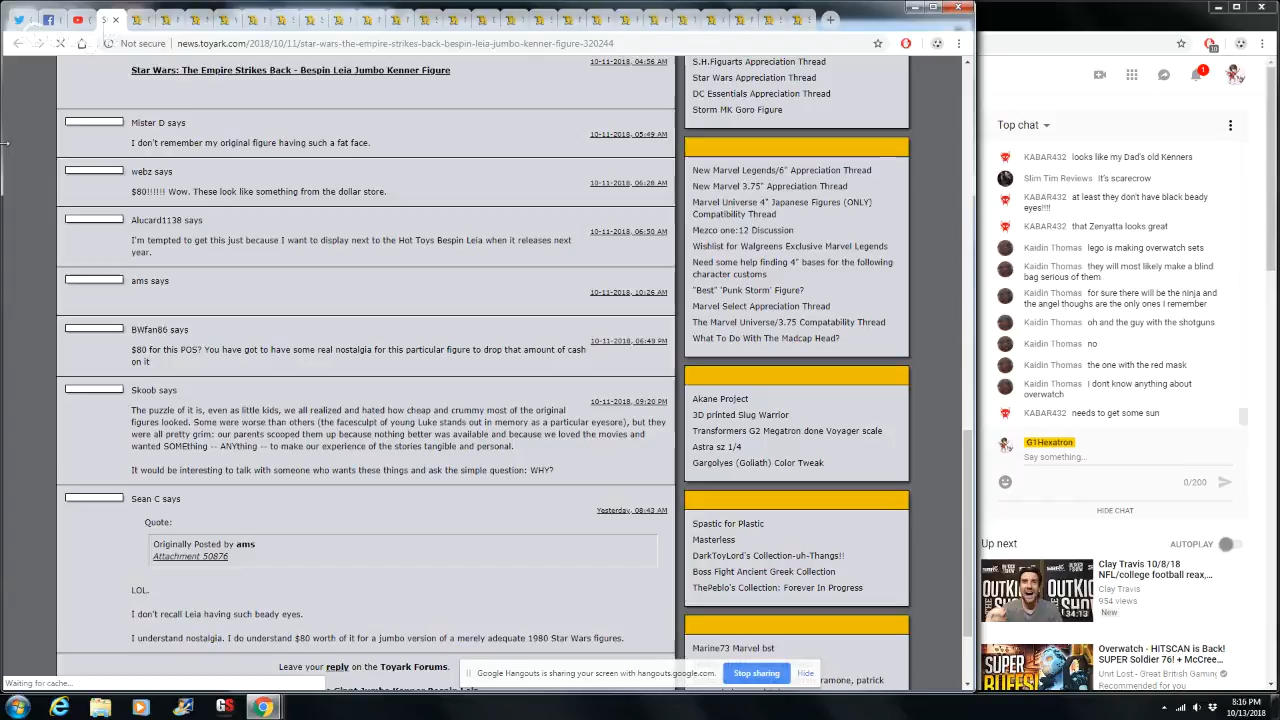 Not secure
news.toyark.com/2018/10/11/star-wars-the-empire-strikes-back-bespin-leia-jumbo-kenner-figure-320244
Star Wars: The Empire Strikes Back - Bespin Leia Jumbo Kenner Figure
10-11-2018, 04:56 AM
Mister D says
10-11-2018, 05:49 AM
I don't remember my original figure having such a fat face.
webz says
10-11-2018, 06:28 AM
$80!!!!!! Wow. These look like something from the dollar store.
Alucard1138 says
10-11-2018, 06:50 AM
I'm tempted to get this just because I want to display next to the Hot Toys Bespin Leia when it releases next
year.
ams says
10-11-2018, 10:26 AM
BWfan86 says
10-11-2018, 06:49 PM
$80 for this POS? You have got to have some real nostalgia for this particular figure to drop that amount of cash
on it
Skoob says
10-11-2018, 09:20 PM
The puzzle of it is, even as little kids, we all realized and hated how cheap and crummy most of the original
figures looked. Some were worse than others (the facesculpt of young Luke stands out in memory as a particular eyesore), but they
were all pretty grim: our parents scooped them up because nothing better was available and because we loved the movies and
wanted SOMEthing -- ANYthing -- to make our experience of the stories tangible and personal.
It would be interesting to talk with someone who wants these things and ask the simple question: WHY?
Sean C says
Yesterday, 08:43 AM
Quote:
Originally Posted by ams
Attachment 50876
LOL.
I don't recall Leia having such beady eyes.
I understand nostalgia. I do understand $80 worth of it for a jumbo version of a merely adequate 1980 Star Wars figures.
Leave your reply on the Toyark Forums.
S.H.Figuarts Appreciation Thread
Star Wars Appreciation Thread
DC Essentials Appreciation Thread
Storm MK Goro Figure
New Marvel Legends/6" Appreciation Thread
New Marvel 3.75" Appreciation Thread
Marvel Universe 4" Japanese Figures (ONLY)
Compatibility Thread
Mezco one:12 Discussion
Wishlist for Walgreens Exclusive Marvel Legends
Need some help finding 4" bases for the following
character customs
"Best" 'Punk Storm' Figure?
Marvel Select Appreciation Thread
The Marvel Universe/3.75 Compatability Thread
What To Do With The Madcap Head?
Akane Project
3D printed Slug Warrior
Transformers G2 Megatron done Voyager scale
Astra sz 1/4
Gargolyes (Goliath) Color Tweak
Spastic for Plastic
Masterless
DarkToyLord's Collection-uh-Thangs!!
Boss Fight Ancient Greek Collection
ThePeblo's Collection: Forever In Progress
Marine73 Marvel bst
ramone, patrick
Google Hangouts is sharing your screen with hangouts.google.com.
Stop sharing
Hide
Waiting for cache...
10
1
Top chat
KABAR432 looks like my Dad's old Kenners
Slim Tim Reviews It's scarecrow
KABAR432 at least they don't have black beady
eyes!!!!
KABAR432 that Zenyatta looks great
Kaidin Thomas lego is making overwatch sets
Kaidin Thomas they will most likely make a blind
bag serious of them
Kaidin Thomas for sure there will be the ninja and
the angel thoughs are the only ones I remember
Kaidin Thomas oh and the guy with the shotguns
Kaidin Thomas no
Kaidin Thomas the one with the red mask
Kaidin Thomas I dont know anything about
overwatch
KABAR432 needs to get some sun
G1Hexatron
Say something...
0/200
HIDE CHAT
Up next
AUTOPLAY
Clay Travis 10/8/18
NFL/college football reax,...
Clay Travis
954 views
New
OUTKI
THE SHOW
34:13
Overwatch - HITSCAN is Back!
SUPER Soldier 76! + McCree...
Unit Lost - Great British Gaming
Recommended for you
SUPER
BUFFS!
8:16 PM
10/13/2018